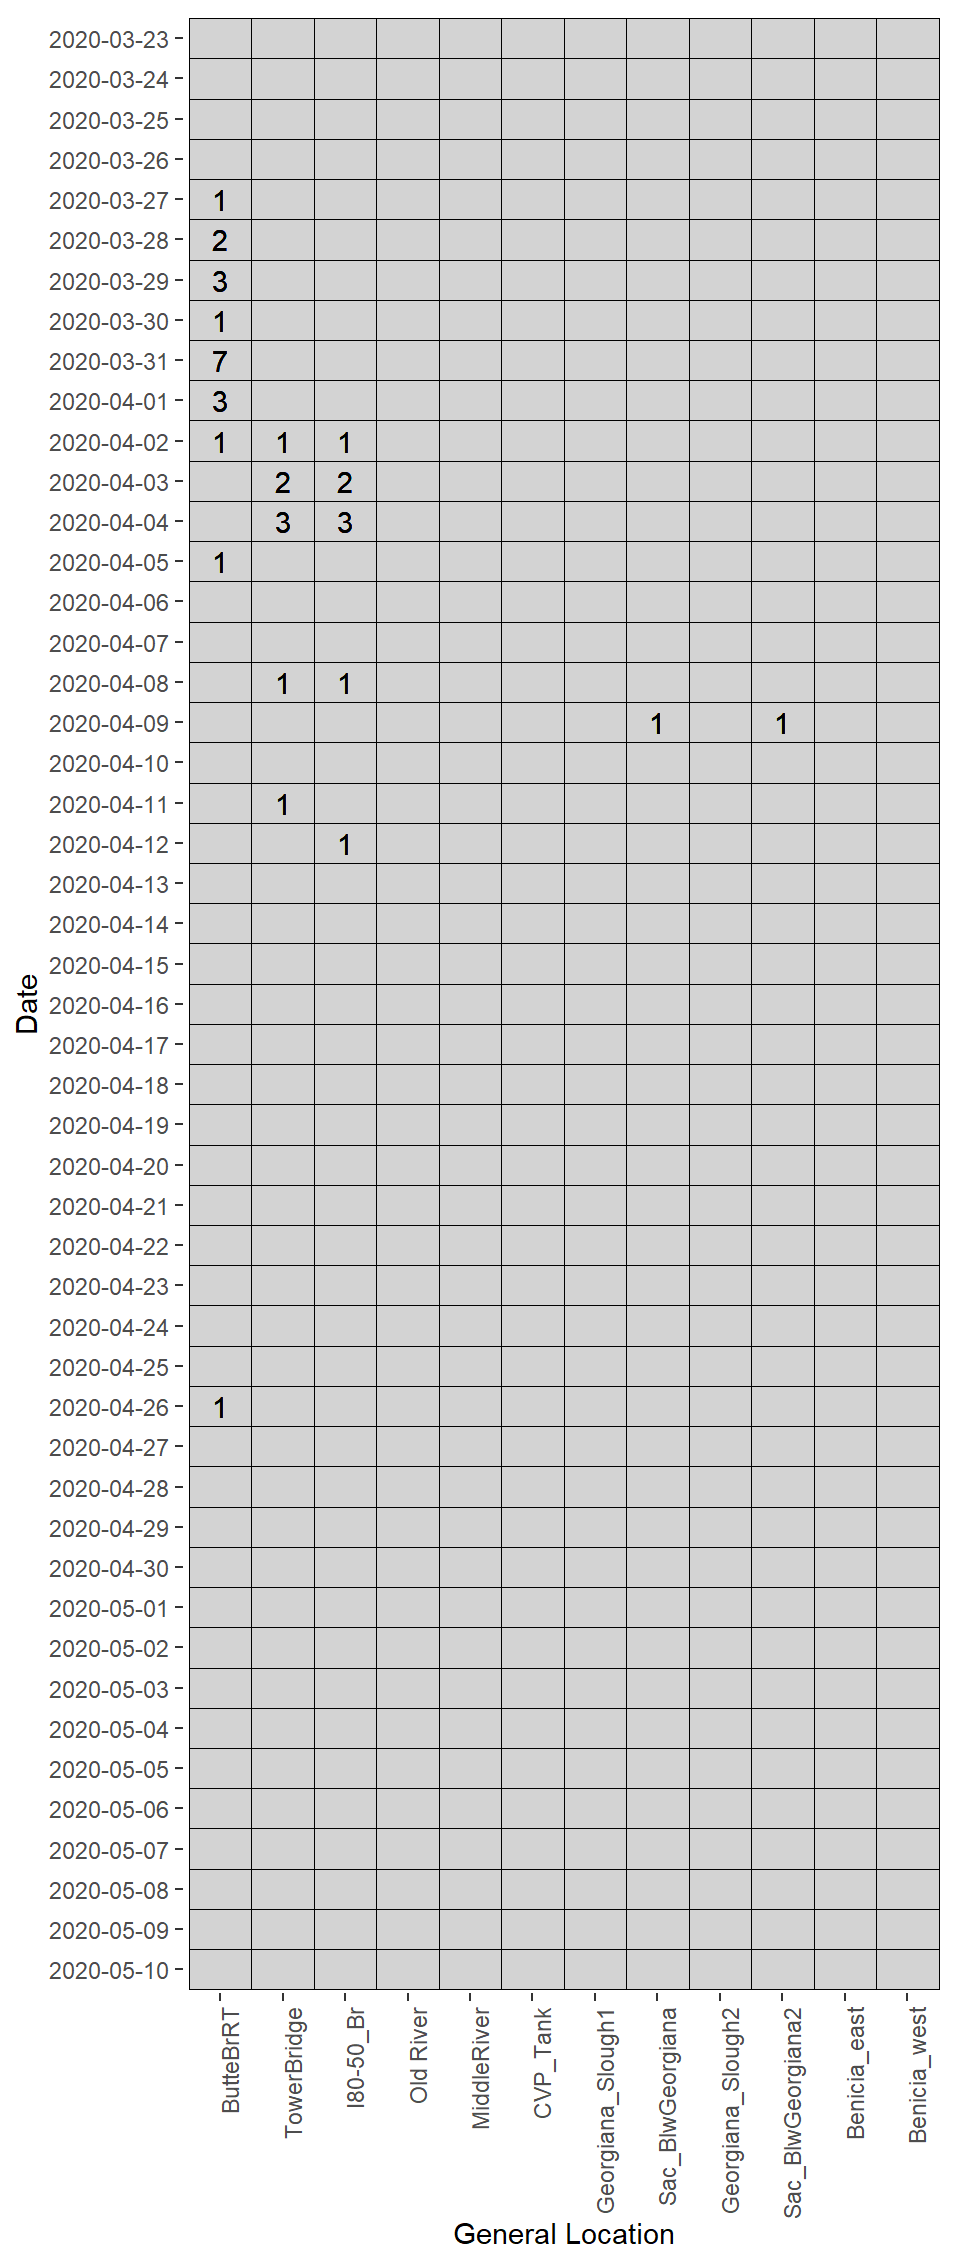 2020-03-23
2020-03-24
2020-03-25
2020-03-26
2020-03-27 1
2020-03-28 2
2020-03-29 3
2020-03-30 1
2020-03-31 7
2020-04-01 3
2020-04-02 1 1 1
2020-04-03 2 2
2020-04-04 3 3
2020-04-05 1
2020-04-06
2020-04-07
2020-04-08 1 1
2020-04-09 1 1
2020-04-10
2020-04-11 1
2020-04-12 1
2020-04-13
2020-04-14
2020-04-15
2020-04-16
2020-04-17
2020-04-18
2020-04-19
2020-04-20
2020-04-21
2020-04-22
2020-04-23
2020-04-24
2020-04-25
2020-04-26 1
2020-04-27
2020-04-28
2020-04-29
2020-04-30
2020-05-01
2020-05-02
2020-05-03
2020-05-04
2020-05-05
2020-05-06
2020-05-07
2020-05-08
2020-05-09
2020-05-10
Date
ButteBrRT
TowerBridge
I80-50_Br
Old River
MiddleRiver
CVP_Tank
Georgiana_Slough1
Sac_BlwGeorgiana
Georgiana_Slough2
Sac_BlwGeorgiana2
Benicia_east
Benicia_west
General Location